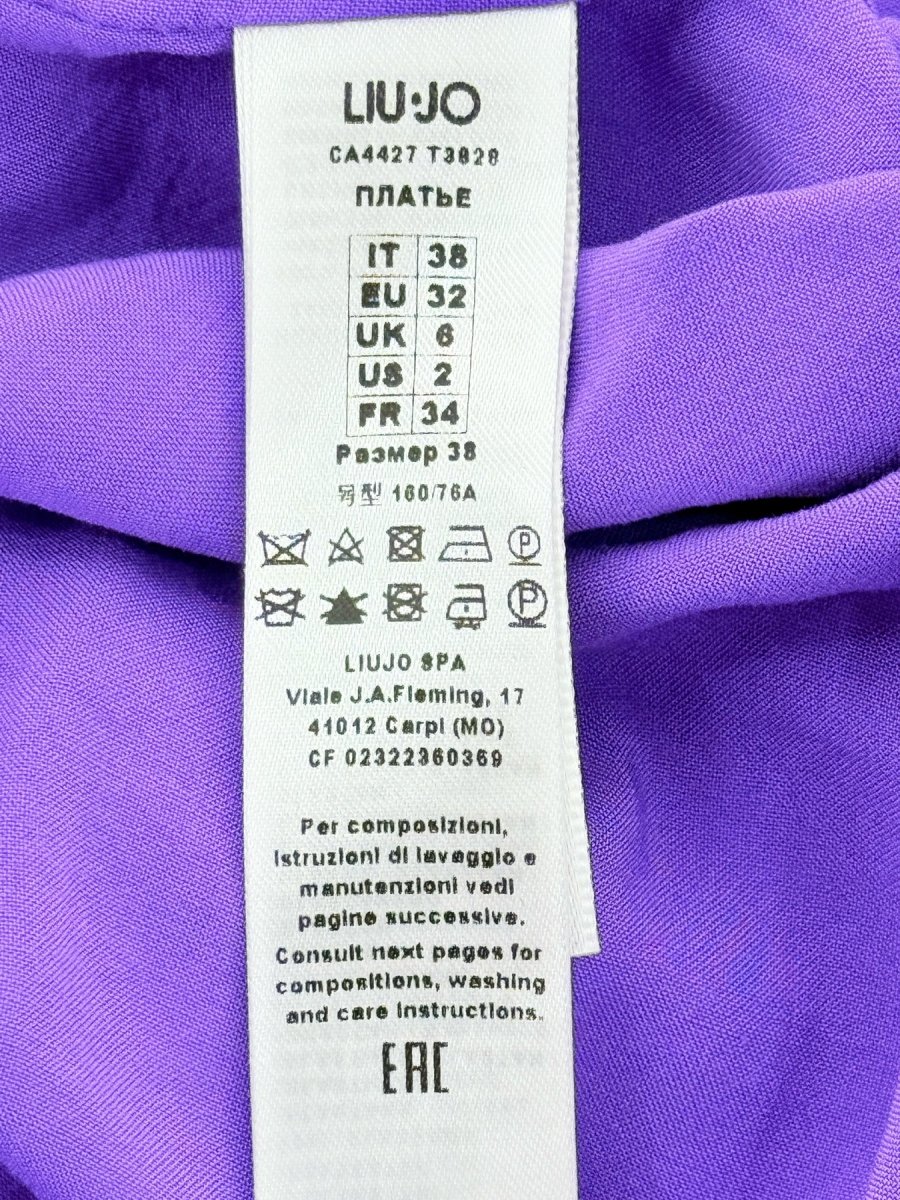 LIU·JO
CA4427 T3628
ПЛАТЬЕ
IT 38
EU 32
UK 6
US 2
FR 34
Размер 38
号型 160/76A
P
P
LIUJO SPA
Viale J.A.Fleming, 17
41012 Carpi (MO)
CF 02322360369
Per composizioni,
istruzioni di lavaggio e
manutenzioni vedi
pagine successive.
Consult next pages for
compositions, washing
and care instructions.
EAC